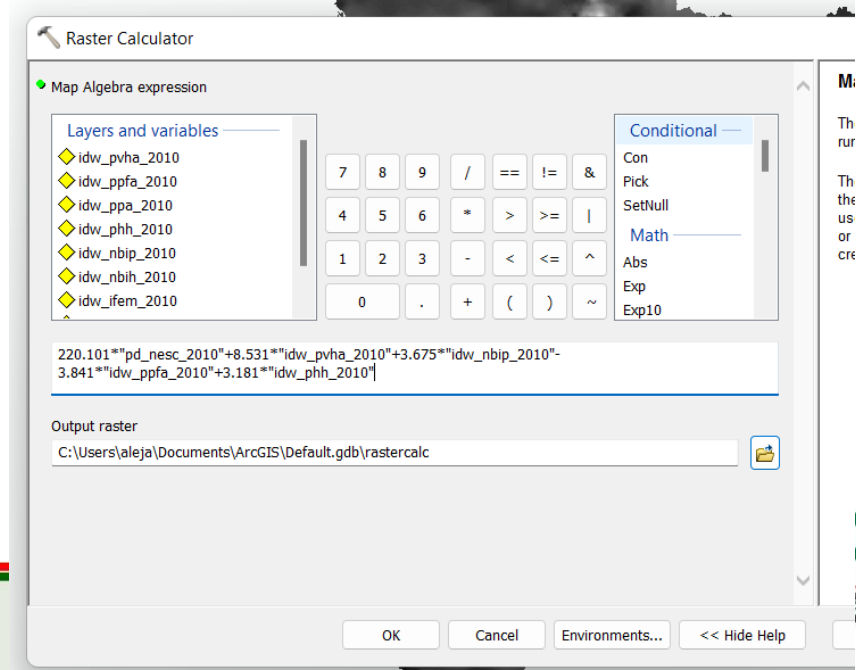 Raster Calculator
Map Algebra expression
Layers and variables
idw_pvha_2010
idw_ppfa_2010
idw_ppa_2010
idw_phh_2010
idw_nbip_2010
idw_nbih_2010
idw_ifem_2010
7 8 9 / == != &
4 5 6 * > >= |
1 2 3 - < <= ^
0 . + ( ) ~
Conditional
Con
Pick
SetNull
Math
Abs
Exp
Exp10
220.101*"pd_nesc_2010"+8.531*"idw_pvha_2010"+3.675*"idw_nbip_2010"-
3.841*"idw_ppfa_2010"+3.181*"idw_phh_2010"
Output raster
C:\Users\aleja\Documents\ArcGIS\Default.gdb\rastercalc
OK Cancel Environments... << Hide Help